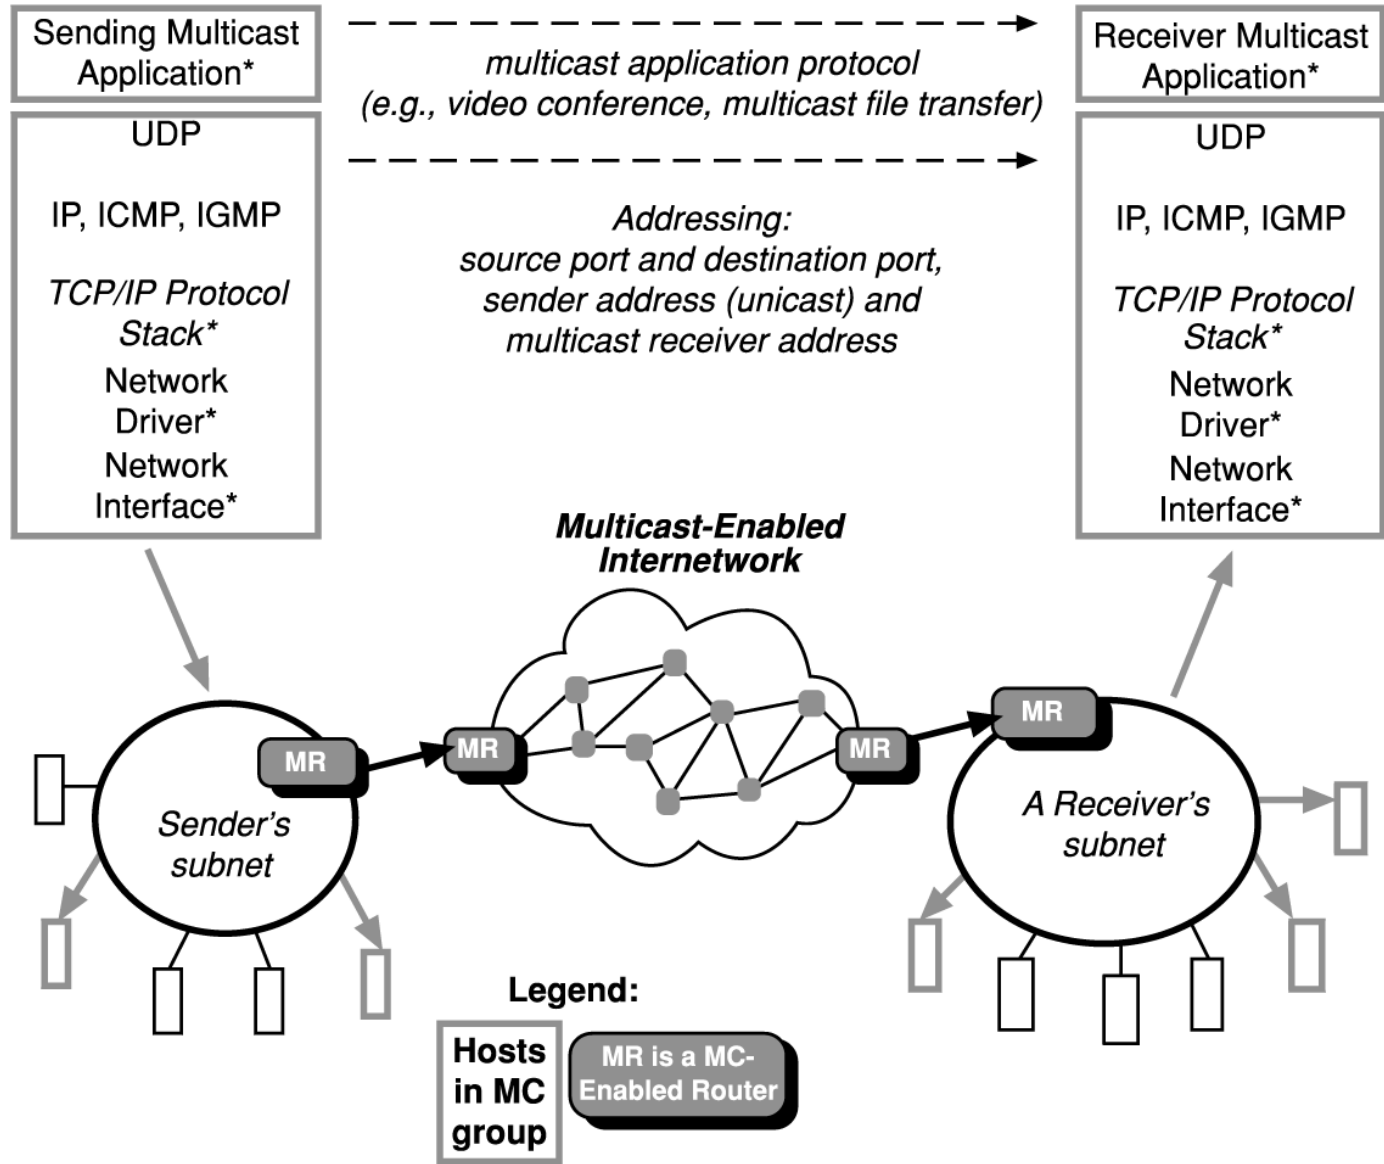 Sending Multicast
Application*
multicast application protocol
(e.g., video conference, multicast file transfer)
Receiver Multicast
Application*
UDP
IP, ICMP, IGMP
TCP/IP Protocol
Stack*
Network
Driver*
Network
Interface*
Addressing:
source port and destination port,
sender address (unicast) and
multicast receiver address
UDP
IP, ICMP, IGMP
TCP/IP Protocol
Stack*
Network
Driver*
Network
Interface*
Multicast-Enabled
Internetwork
MR
MR
MR
MR
Sender's
subnet
A Receiver's
subnet
Legend:
Hosts
in MC
group
MR is a MC-
Enabled Router